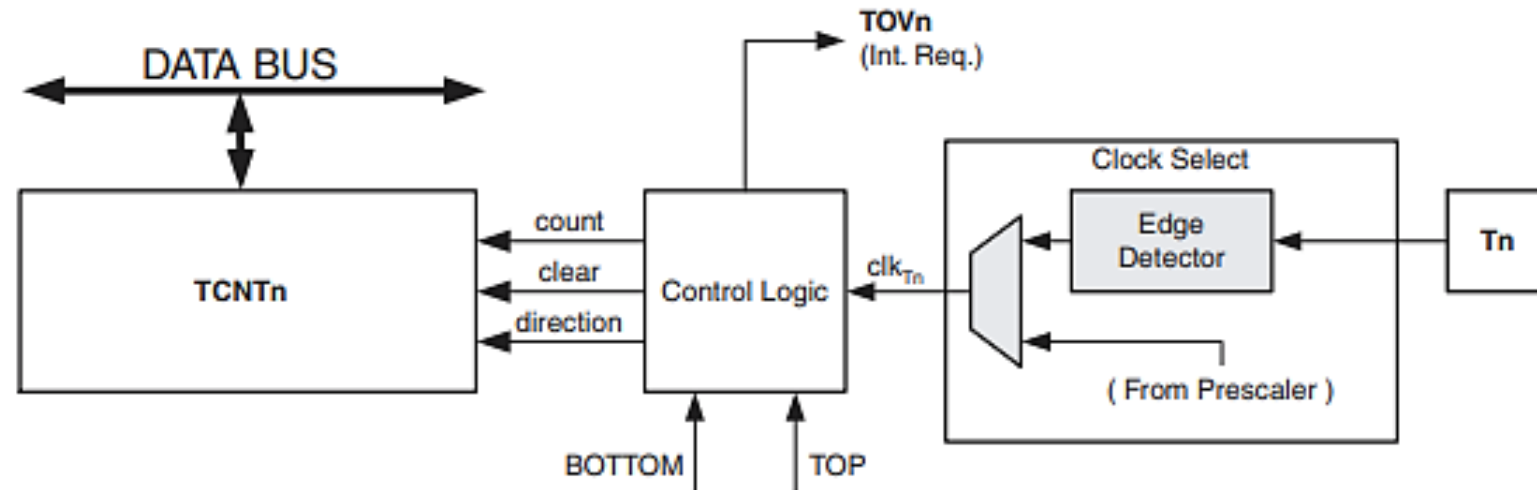 TOVn
(Int. Req.)
DATA BUS
Clock Select
count
Edge
Detector
Tn
TCNTn
clear
Control Logic
clkTn
direction
( From Prescaler )
BOTTOM
TOP